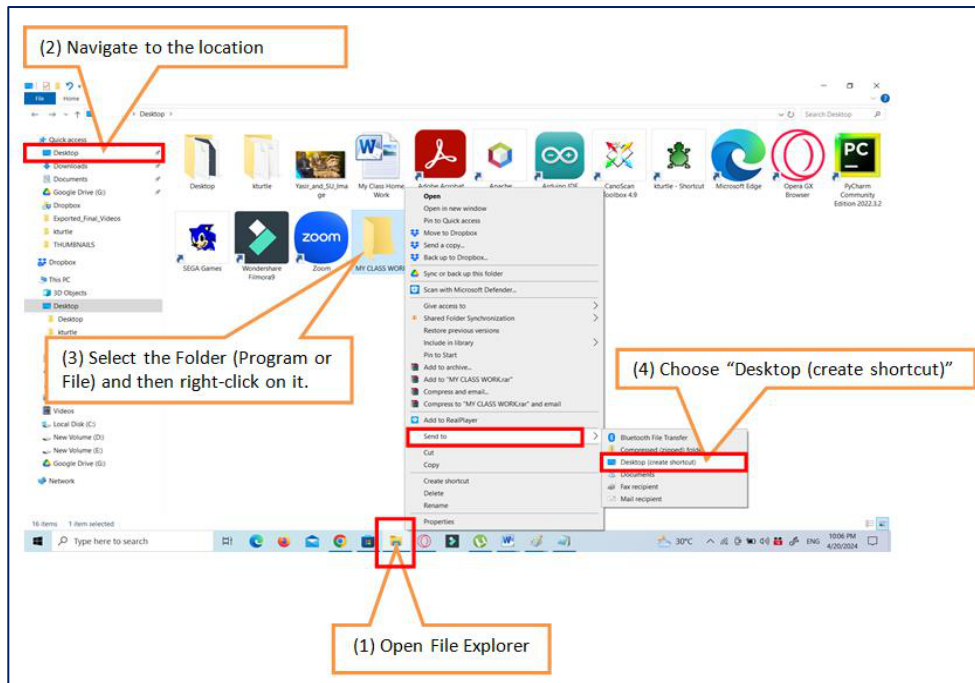 (2) Navigate to the location
File
Home
Desktop
Search Desktop
Quick access
Desktop
Downloads
Documents
Google Drive (G:)
Dropbox
Exported_Final_Videos
kturtle
THUMBNAILS
Dropbox
This PC
3D Objects
Desktop
Desktop
kturtle
Videos
Local Disk (C:)
New Volume (D:)
New Volume (E:)
Google Drive (G:)
Network
Desktop
kturtle
Yasir_and_SU_Ima
ge
My Class Home
Work
Adobe Acrobat
Apache
Arduino IDE
CanoScan
Toolbox 4.9
kturtle - Shortcut
Microsoft Edge
Opera GX
Browser
PC
PyCharm
Community
Edition 2022.3.2
SEGA Games
Wondershare
Filmora9
zoom
Zoom
MY CLASS WORK
Open
Open in new window
Pin to Quick access
Move to Dropbox
Send a copy...
Back up to Dropbox...
Sync or back up this folder
Scan with Microsoft Defender...
Give access to
Shared Folder Synchronization
Restore previous versions
Include in library
Pin to Start
Add to archive...
Add to "MY CLASS WORK.rar"
Compress and email...
Compress to "MY CLASS WORK.rar" and email
Add to RealPlayer
Send to
Cut
Copy
Create shortcut
Delete
Rename
Properties
(3) Select the Folder (Program or
File) and then right-click on it.
(4) Choose “Desktop (create shortcut)”
Bluetooth File Transfer
Compressed (zipped) folder
Desktop (create shortcut)
Documents
Fax recipient
Mail recipient
16 items 1 item selected
Type here to search
30°C
ENG
10:06 PM
4/20/2024
(1) Open File Explorer